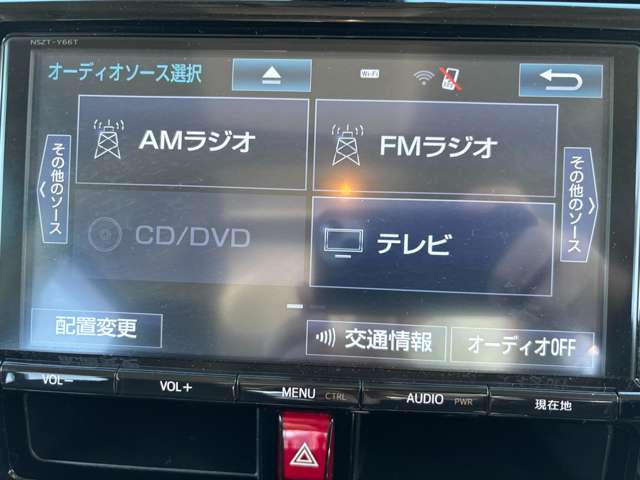 NSZT-Y66T
オーディオソース選択
Wi-Fi
AMラジオ
FMラジオ
その他のソース
その他のソース
CD/DVD
テレビ
配置変更
交通情報
オーディオOFF
VOL−
VOL+
MENU CTRL
AUDIO PWR
現在地